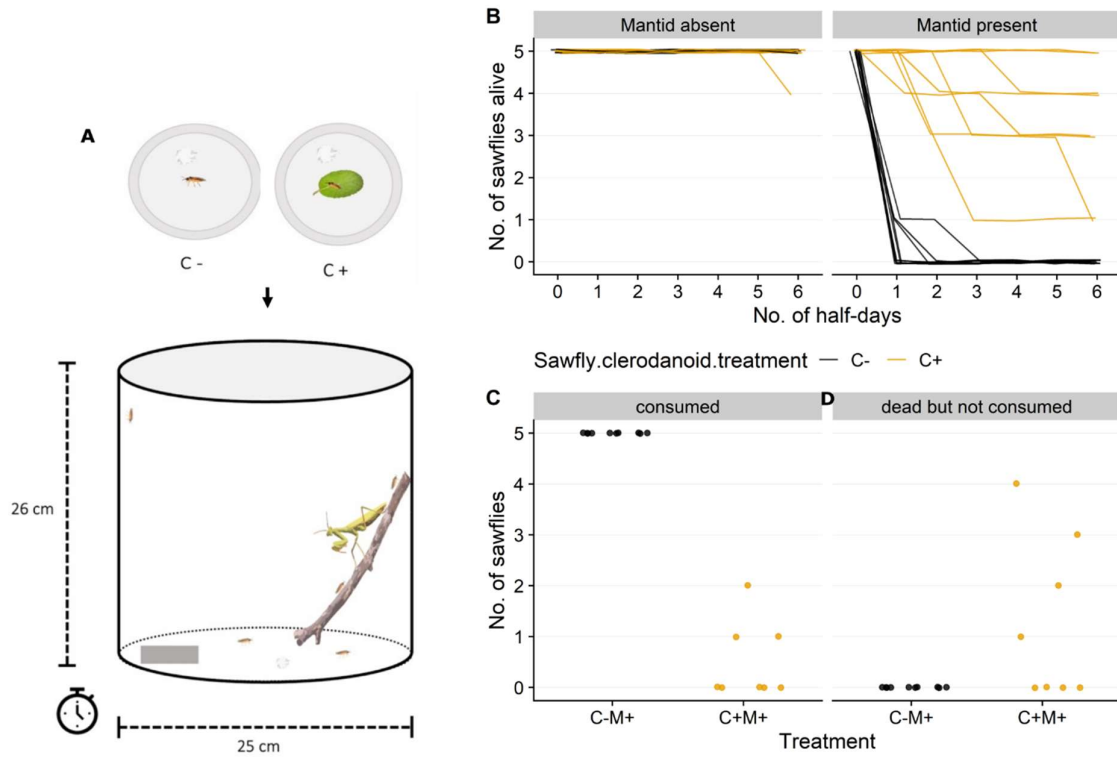 A
C -
C +
26 cm
25 cm
B
Mantid absent
Mantid present
No. of sawflies alive
5
4
3
2
1
0
0 1 2 3 4 5 6
0 1 2 3 4 5 6
No. of half-days
Sawfly.clerodanoid.treatment C- C+
C
consumed
D
dead but not consumed
No. of sawflies
5
4
3
2
1
0
C-M+ C+M+
C-M+ C+M+
Treatment